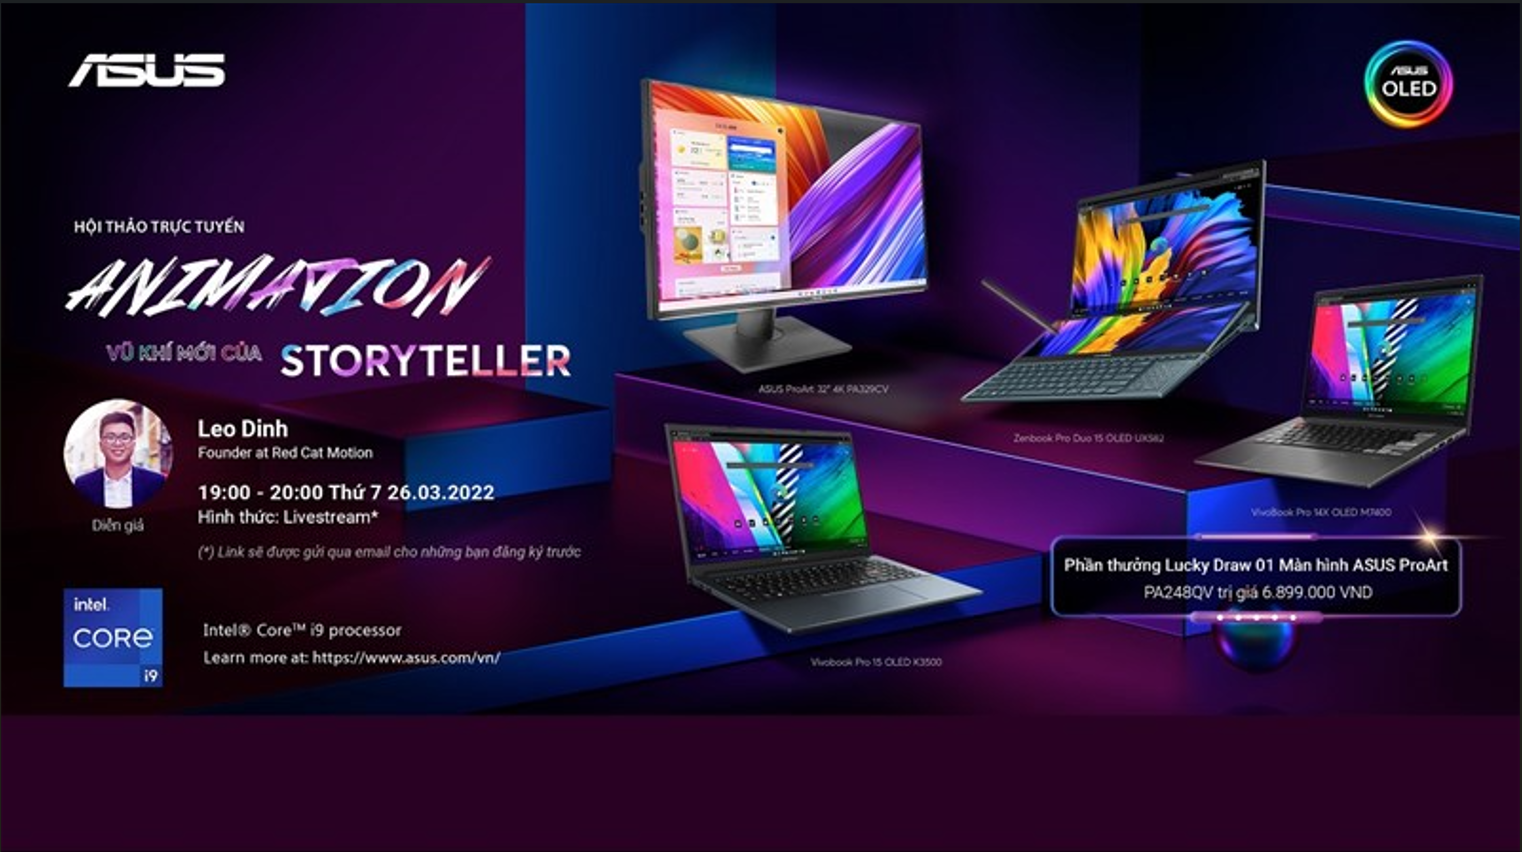 ASUS
ASUS
OLED
HỘI THẢO TRỰC TUYẾN
ANIMATION
VŨ KHÍ MỚI CỦA STORYTELLER
Leo Dinh
Founder at Red Cat Motion
19:00 - 20:00 Thứ 7 26.03.2022
Hình thức: Livestream*
Diễn giả
(*) Link sẽ được gửi qua email cho những bạn đăng ký trước
intel.
CORE
i9
Intel® Core™ i9 processor
Learn more at: https://www.asus.com/vn/
ASUS ProArt 32" 4K PA329CV
Zenbook Pro Duo 15 OLED UX582
VivoBook Pro 14X OLED M7400
Vivobook Pro 15 OLED K3500
Phần thưởng Lucky Draw 01 Màn hình ASUS ProArt
PA248QV trị giá 6.899.000 VND